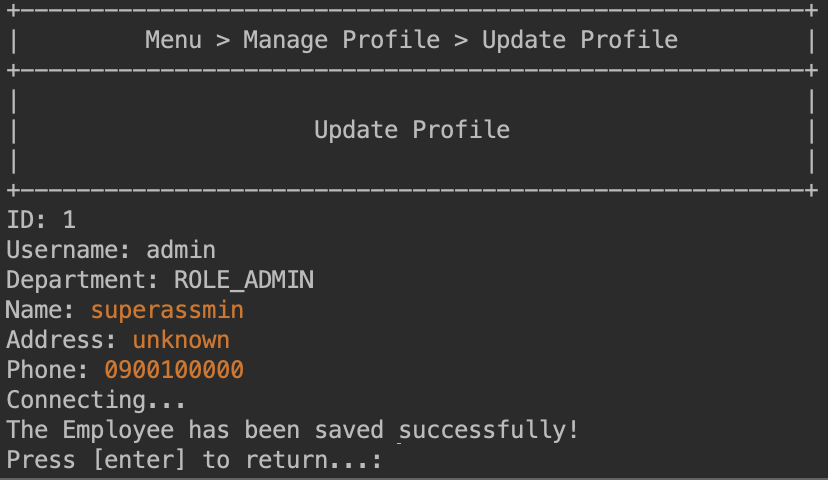 Menu > Manage Profile > Update Profile
Update Profile
ID: 1
Username: admin
Department: ROLE_ADMIN
Name: superassmin
Address: unknown
Phone: 0900100000
Connecting...
The Employee has been saved successfully!
Press [enter] to return...: